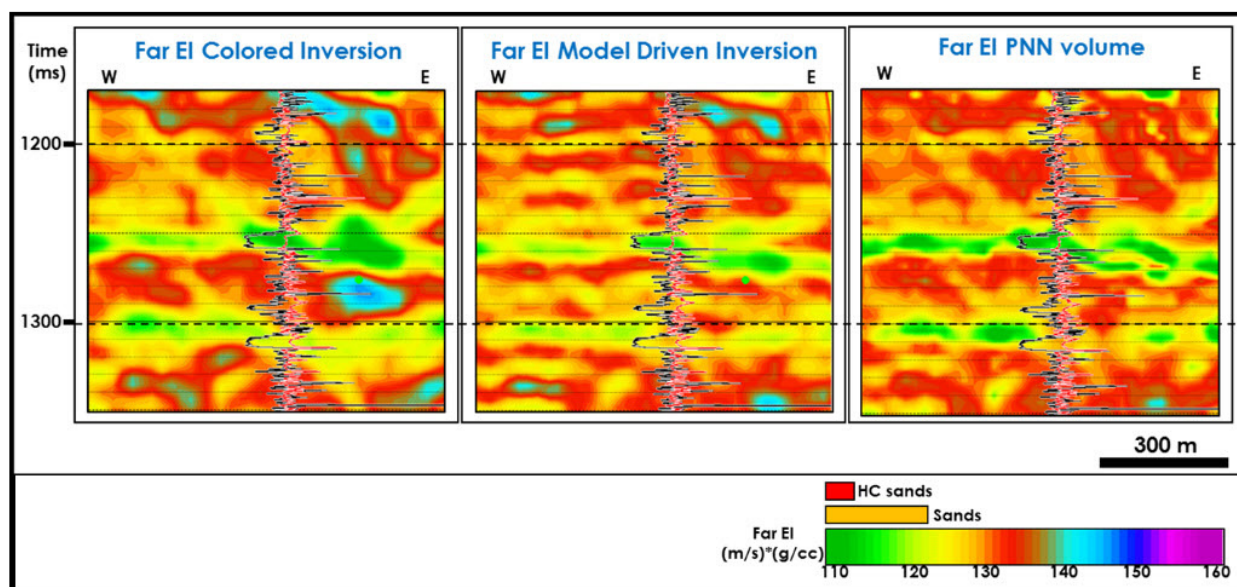 Time
(ms)
Far EI Colored Inversion
Far EI Model Driven Inversion
Far EI PNN volume
W
E
W
E
W
E
1200
1300
300 m
HC sands
Sands
Far EI
(m/s)*(g/cc)
110
120
130
140
150
160